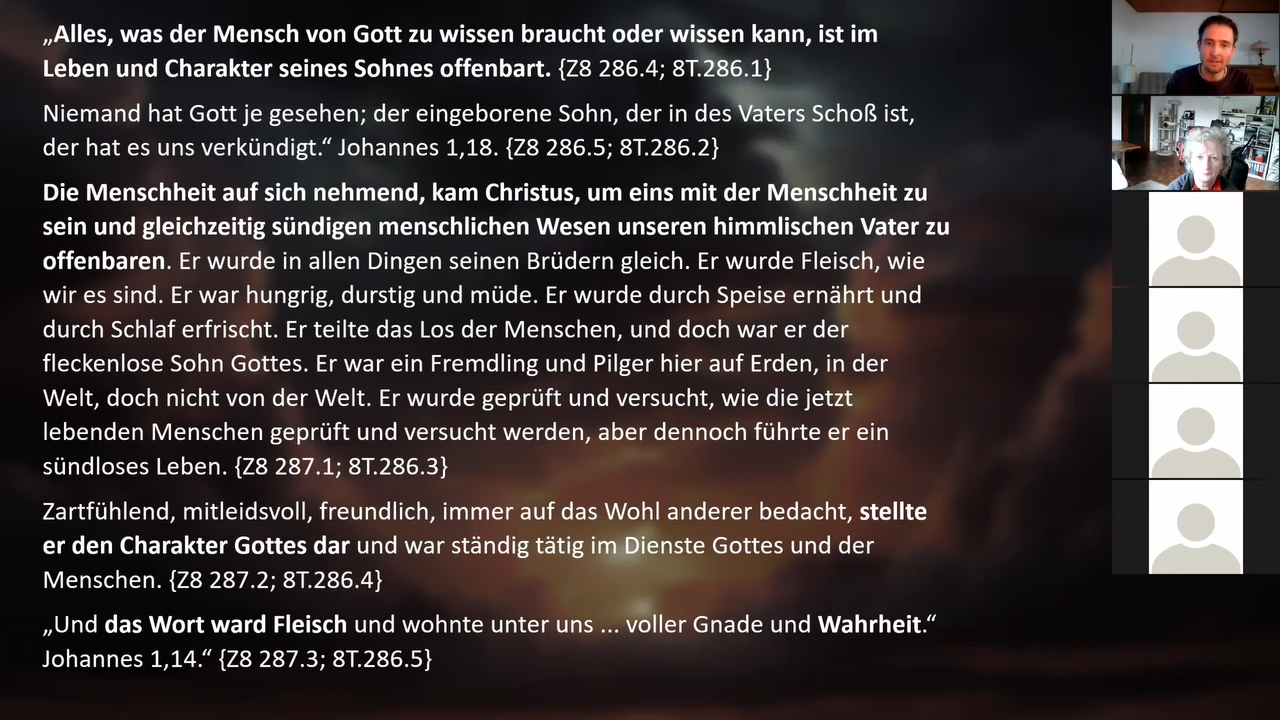 „Alles, was der Mensch von Gott zu wissen braucht oder wissen kann, ist im
Leben und Charakter seines Sohnes offenbart. {Z8 286.4; 8T.286.1}
Niemand hat Gott je gesehen; der eingeborene Sohn, der in des Vaters Schoß ist,
der hat es uns verkündigt.“ Johannes 1,18. {Z8 286.5; 8T.286.2}
Die Menschheit auf sich nehmend, kam Christus, um eins mit der Menschheit zu
sein und gleichzeitig sündigen menschlichen Wesen unseren himmlischen Vater zu
offenbaren. Er wurde in allen Dingen seinen Brüdern gleich. Er wurde Fleisch, wie
wir es sind. Er war hungrig, durstig und müde. Er wurde durch Speise ernährt und
durch Schlaf erfrischt. Er teilte das Los der Menschen, und doch war er der
fleckenlose Sohn Gottes. Er war ein Fremdling und Pilger hier auf Erden, in der
Welt, doch nicht von der Welt. Er wurde geprüft und versucht, wie die jetzt
lebenden Menschen geprüft und versucht werden, aber dennoch führte er ein
sündloses Leben. {Z8 287.1; 8T.286.3}
Zartfühlend, mitleidsvoll, freundlich, immer auf das Wohl anderer bedacht, stellte
er den Charakter Gottes dar und war ständig tätig im Dienste Gottes und der
Menschen. {Z8 287.2; 8T.286.4}
„Und das Wort ward Fleisch und wohnte unter uns ... voller Gnade und Wahrheit.“
Johannes 1,14.“ {Z8 287.3; 8T.286.5}